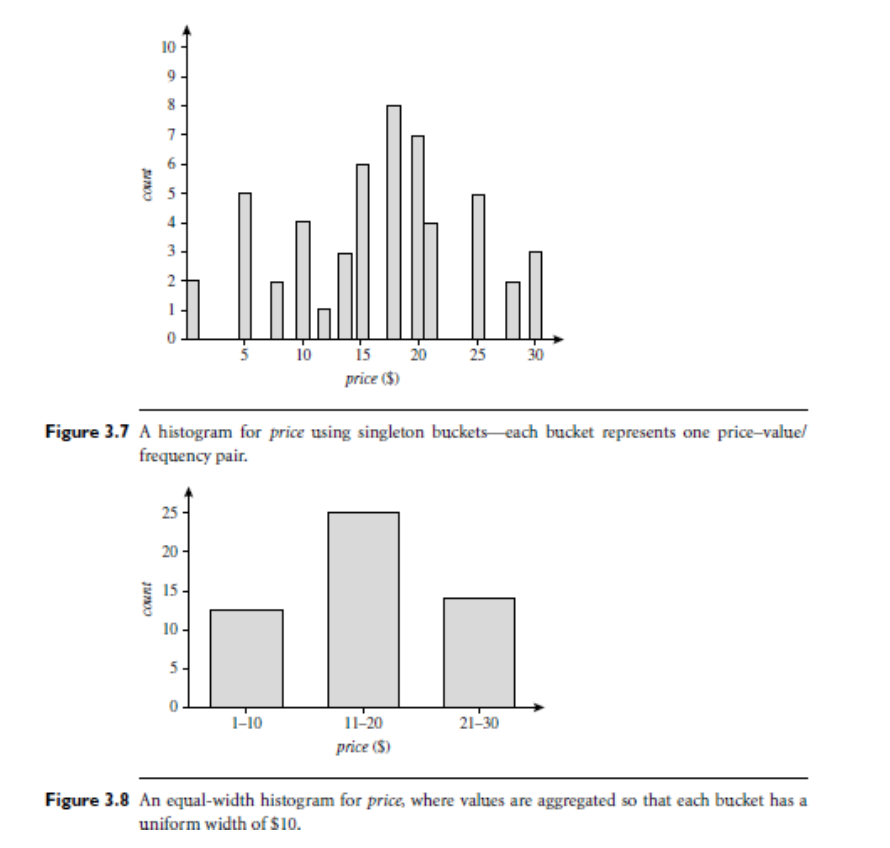 10
9
8
7
6
5
4
3
2
1
0
count
5 10 15 20 25 30
price ($)
Figure 3.7 A histogram for price using singleton buckets—each bucket represents one price–value/
frequency pair.
25
20
15
10
5
0
count
1–10 11–20 21–30
price ($)
Figure 3.8 An equal-width histogram for price, where values are aggregated so that each bucket has a
uniform width of $10.